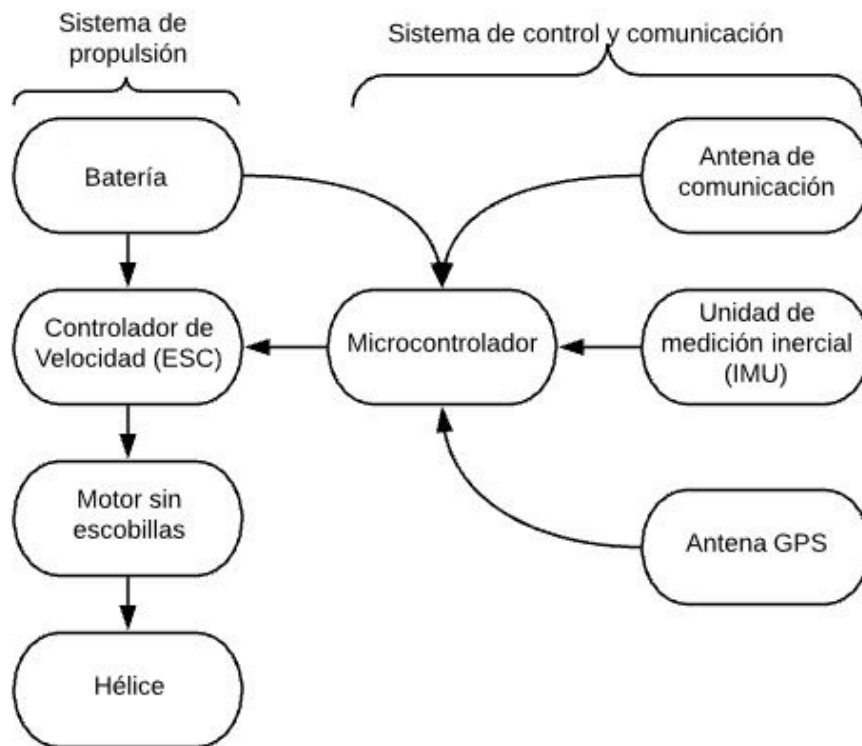 Sistema de
propulsión
Sistema de control y comunicación
Batería
Antena de
comunicación
Controlador de
Velocidad (ESC)
Microcontrolador
Unidad de
medición inercial
(IMU)
Motor sin
escobillas
Antena GPS
Hélice